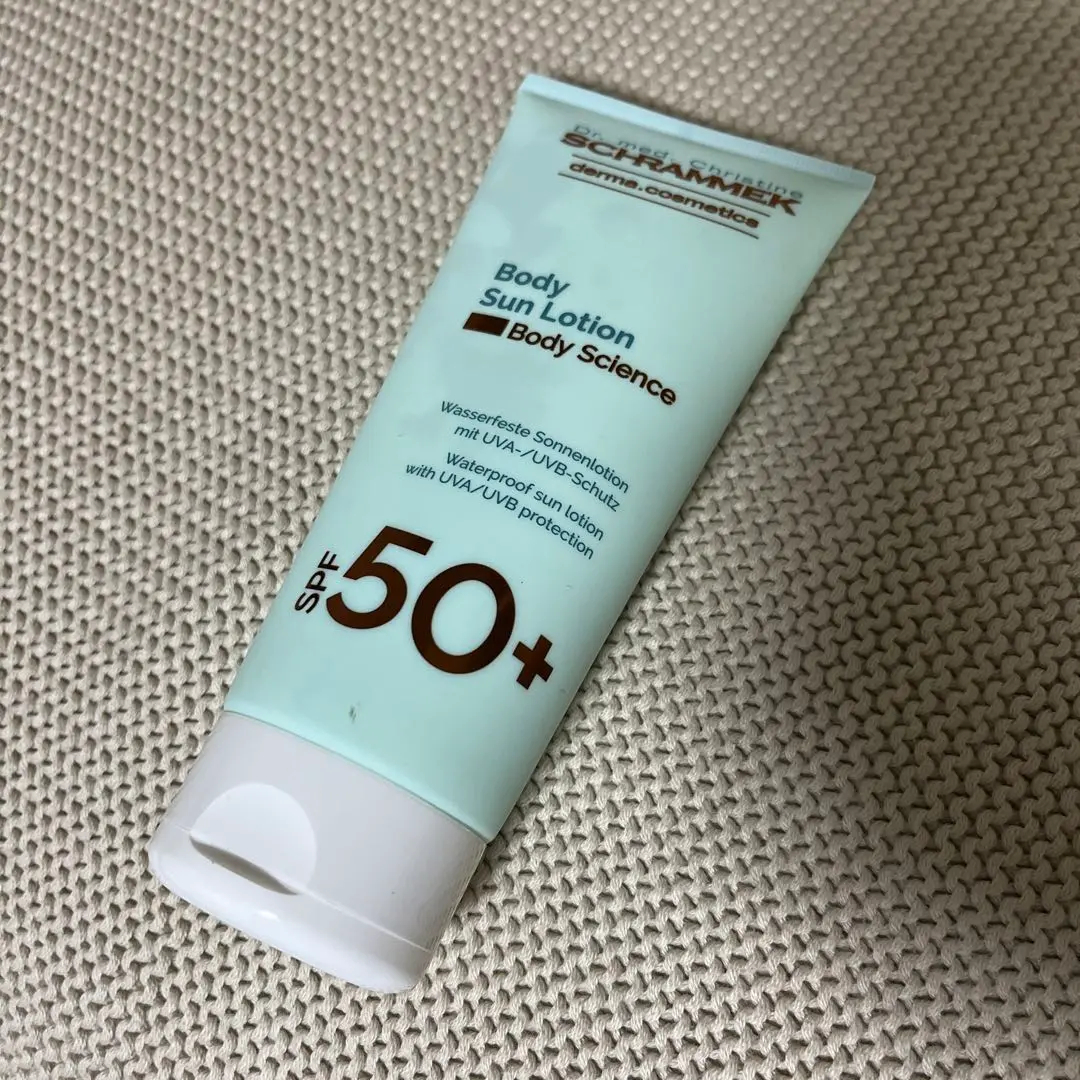 Dr. med. Christine
SCHRAMMEK
derma.cosmetics
Body
Sun Lotion
Body Science
Wasserfeste Sonnenlotion
mit UVA-/UVB-Schutz
Waterproof sun lotion
with UVA/UVB protection
SPF 50+